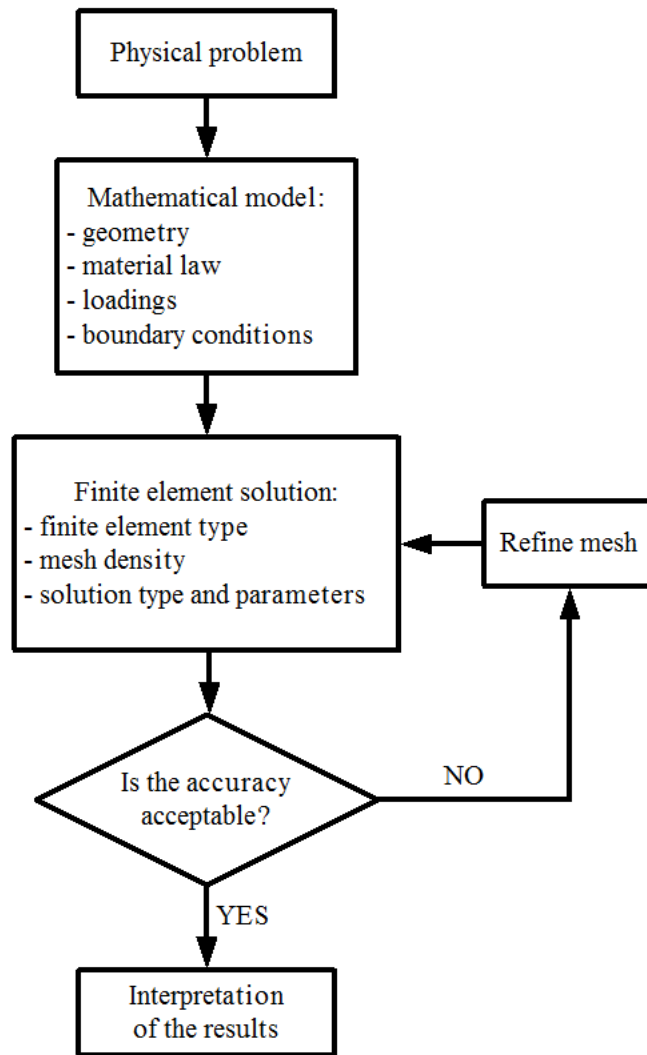 Physical problem
Mathematical model:
- geometry
- material law
- loadings
- boundary conditions
Finite element solution:
- finite element type
- mesh density
- solution type and parameters
Refine mesh
Is the accuracy
acceptable?
NO
YES
Interpretation
of the results